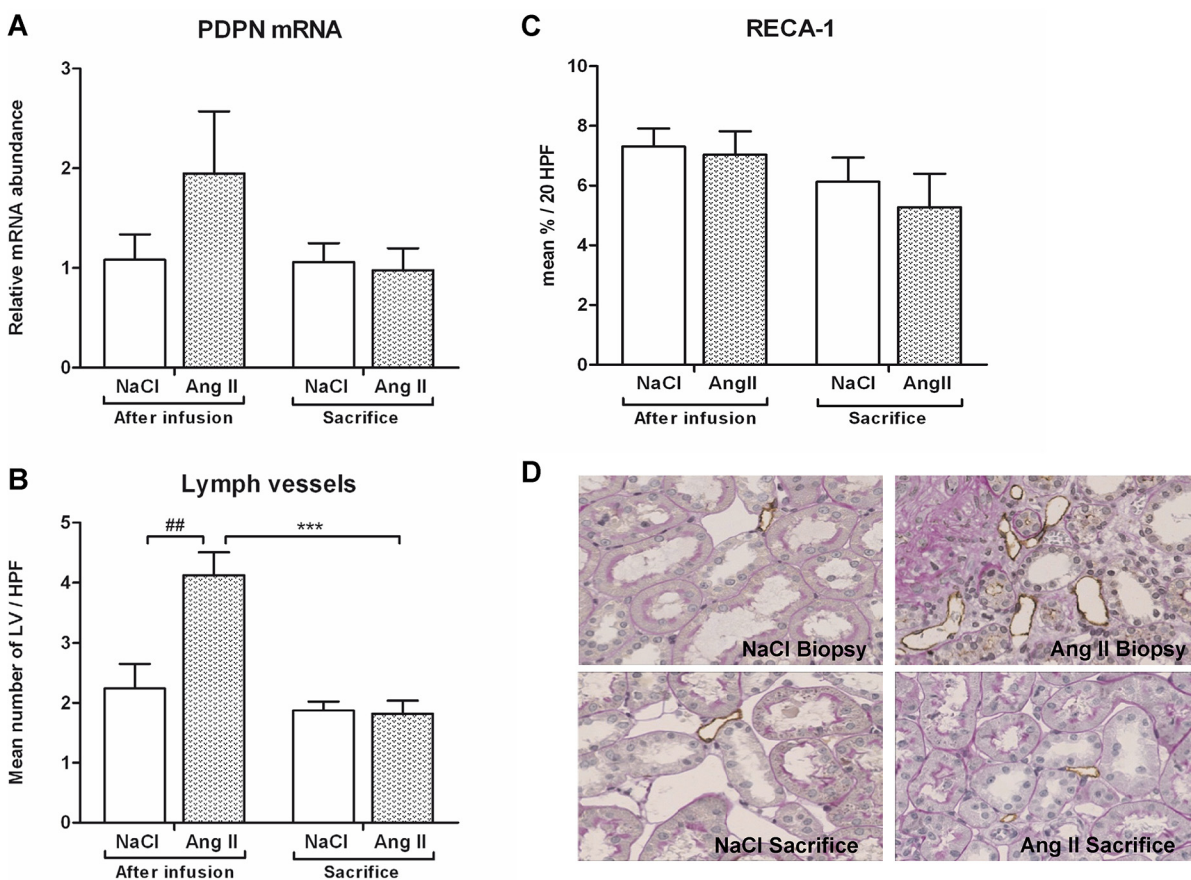 A
PDPN mRNA
Relative mRNA abundance
3
2
1
0
NaCl Ang II NaCl Ang II
After infusion Sacrifice
B
Lymph vessels
Mean number of LV / HPF
5
4
3
2
1
0
## ***
NaCl Ang II NaCl Ang II
After infusion Sacrifice
C
RECA-1
mean % / 20 HPF
10
8
6
4
2
0
NaCl AngII NaCl AngII
After infusion Sacrifice
D
NaCl Biopsy
Ang II Biopsy
NaCl Sacrifice
Ang II Sacrifice